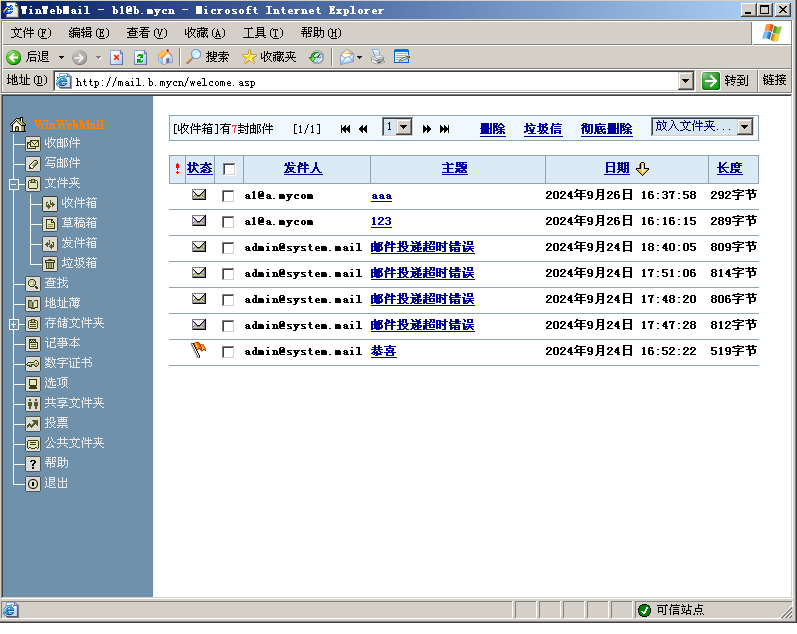 WinWebMail - b1@b.mycn - Microsoft Internet Explorer
文件(F) 编辑(E) 查看(V) 收藏(A) 工具(T) 帮助(H)
后退 搜索 收藏夹
地址(D) http://mail.b.mycn/welcome.asp 转到 链接
WinWebMail
收邮件
写邮件
文件夹
收件箱
草稿箱
发件箱
垃圾箱
查找
地址薄
存储文件夹
记事本
数字证书
选项
共享文件夹
投票
公共文件夹
帮助
退出
[收件箱]有7封邮件 [1/1] 1 删除 垃圾信 彻底删除 放入文件夹...
! 状态 发件人 主题 日期 长度
a1@a.mycom aaa 2024年9月26日 16:37:58 292字节
a1@a.mycom 123 2024年9月26日 16:16:15 289字节
admin@system.mail 邮件投递超时错误 2024年9月24日 18:40:05 809字节
admin@system.mail 邮件投递超时错误 2024年9月24日 17:51:06 814字节
admin@system.mail 邮件投递超时错误 2024年9月24日 17:48:20 806字节
admin@system.mail 邮件投递超时错误 2024年9月24日 17:47:28 812字节
admin@system.mail 恭喜 2024年9月24日 16:52:22 519字节
可信站点